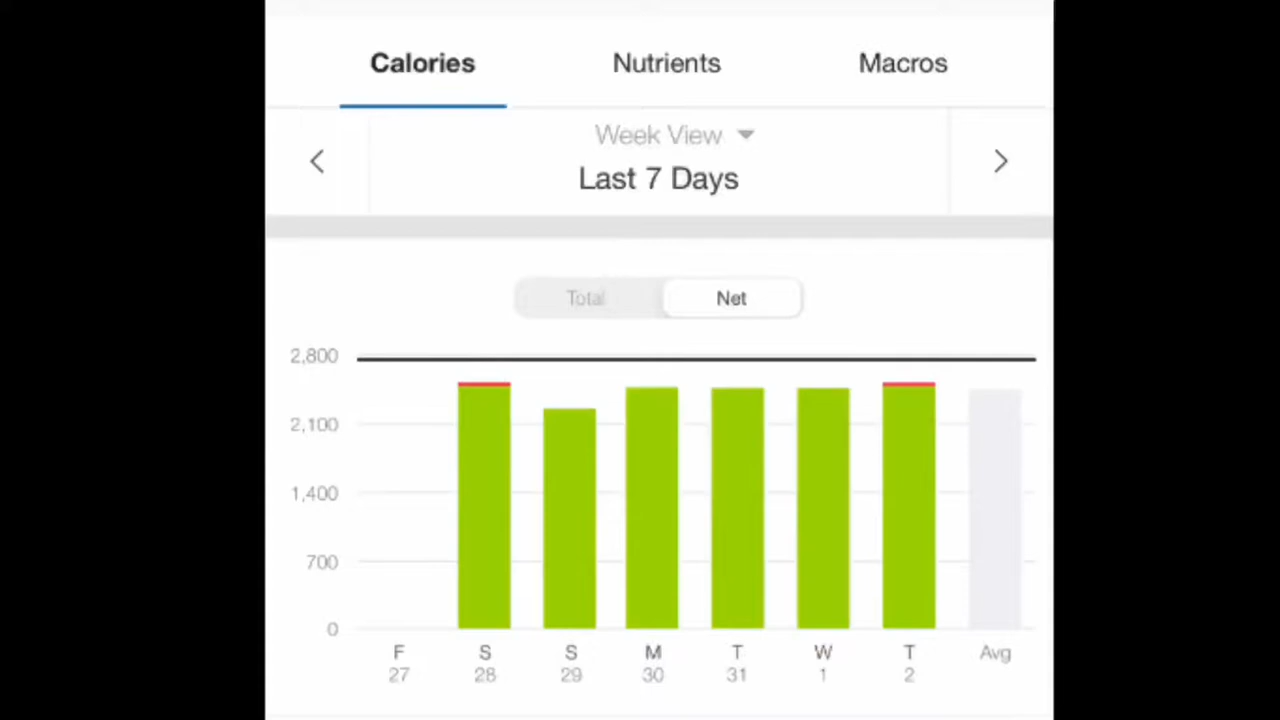 Calories Nutrients Macros
Week View
Last 7 Days
Total Net
2,800
2,100
1,400
700
0
F S S M T W T Avg
27 28 29 30 31 1 2